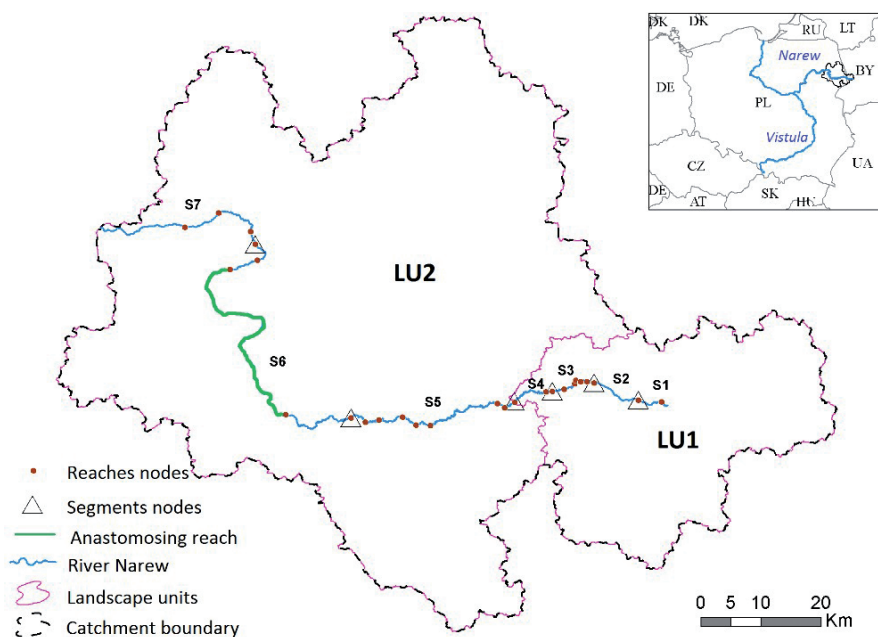 DK
DK
RU
LT
Narew
BY
DE
PL
Vistula
CZ
UA
DE
SK
AT
HU
S7
LU2
S6
S5
S4
S3
S2
S1
LU1
Reaches nodes
Segments nodes
Anastomosing reach
River Narew
Landscape units
Catchment boundary
0 5 10 20
Km